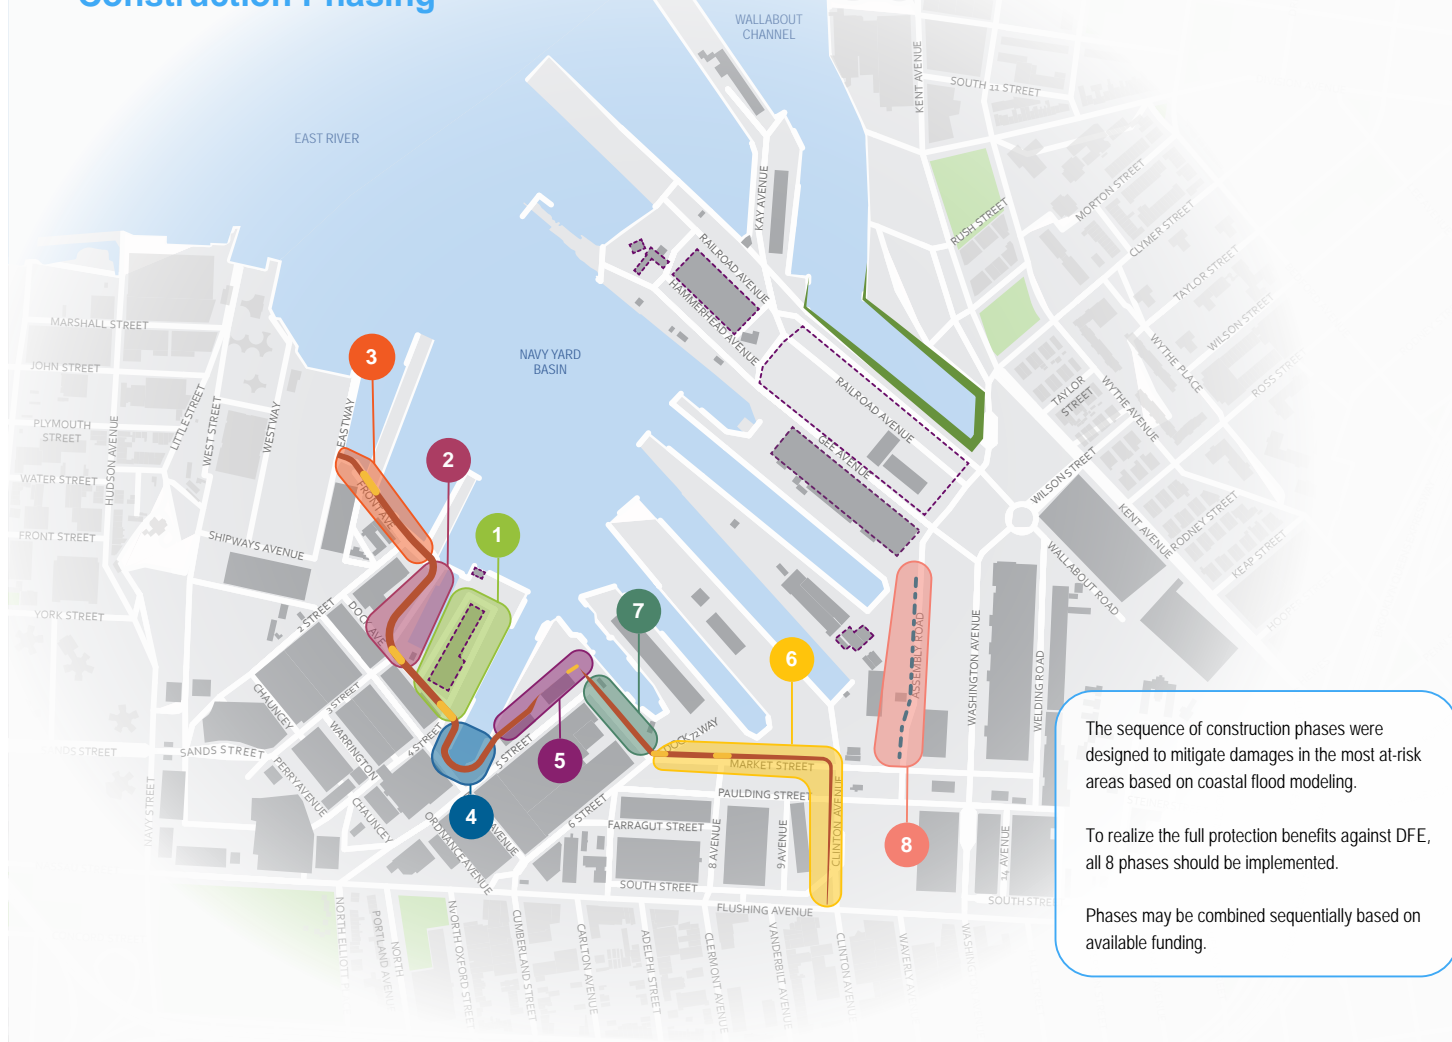 Construction Phasing
WALLABOUT
CHANNEL
EAST RIVER
KENT AVENUE
SOUTH 11 STREET
KAY AVENUE
RUSH STREET
MORTON STREET
CLYMER STREET
TAYLOR STREET
WILSON STREET
RAILROAD AVENUE
HAMMERHEAD AVENUE
MARSHALL STREET
JOHN STREET
3
NAVY YARD
BASIN
WYTHE PLACE
ROSS
TAYLOR
STREET
WYTHE AVENUE
RAILROAD AVENUE
LITTLE STREET
WEST STREET
WESTWAY
EASTWAY
PLYMOUTH
STREET
HUDSON AVENUE
GEE AVENUE
2
WATER STREET
WILSON STREET
FRONT AVE
KENT AVENUE
RODNEY STREET
KEAP STREET
1
FRONT STREET
SHIPWAYS AVENUE
WALLABOUT ROAD
YORK STREET
2 STREET
DOCK AVE
7
ASSEMBLY ROAD
WASHINGTON AVENUE
WELDING ROAD
6
CHAUNCEY
3 STREET
WARRINGTON
4 STREET
5 STREET
DOCK 72 WAY
SANDS STREET
SANDS STREET
PERRY AVENUE
5
MARKET STREET
NAVY STREET
CHAUNCEY
4
ORDNANCE AVENUE
AVENUE
6 STREET
PAULDING STREET
FARRAGUT STREET
8 AVENUE
9 AVENUE
CLINTON AVENUE
8
14 AVENUE
SOUTH STREET
SOUTH STREET
FLUSHING AVENUE
NORTH ELLIOTT
PORTLAND AVENUE
NORTH
NvORTH OXFORD STREET
CUMBERLAND STREET
CARLTON AVENUE
ADELPHI STREET
CLERMONT AVENUE
VANDERBILT AVENUE
CLINTON AVENUE
WAVERLY
The sequence of construction phases were
designed to mitigate damages in the most at-risk
areas based on coastal flood modeling.
To realize the full protection benefits against DFE,
all 8 phases should be implemented.
Phases may be combined sequentially based on
available funding.